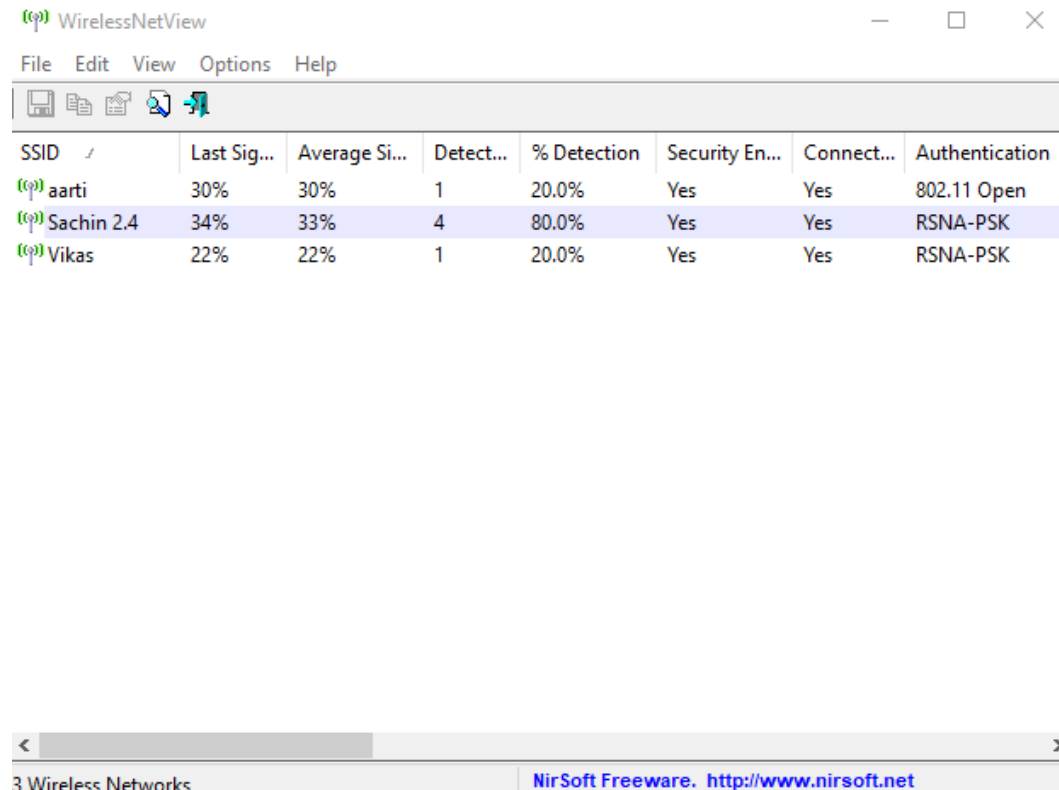 WirelessNetView
File Edit View Options Help
SSID Last Sig... Average Si... Detect... % Detection Security En... Connect... Authentication
aarti 30% 30% 1 20.0% Yes Yes 802.11 Open
Sachin 2.4 34% 33% 4 80.0% Yes Yes RSNA-PSK
Vikas 22% 22% 1 20.0% Yes Yes RSNA-PSK
3 Wireless Networks NirSoft Freeware. http://www.nirsoft.net